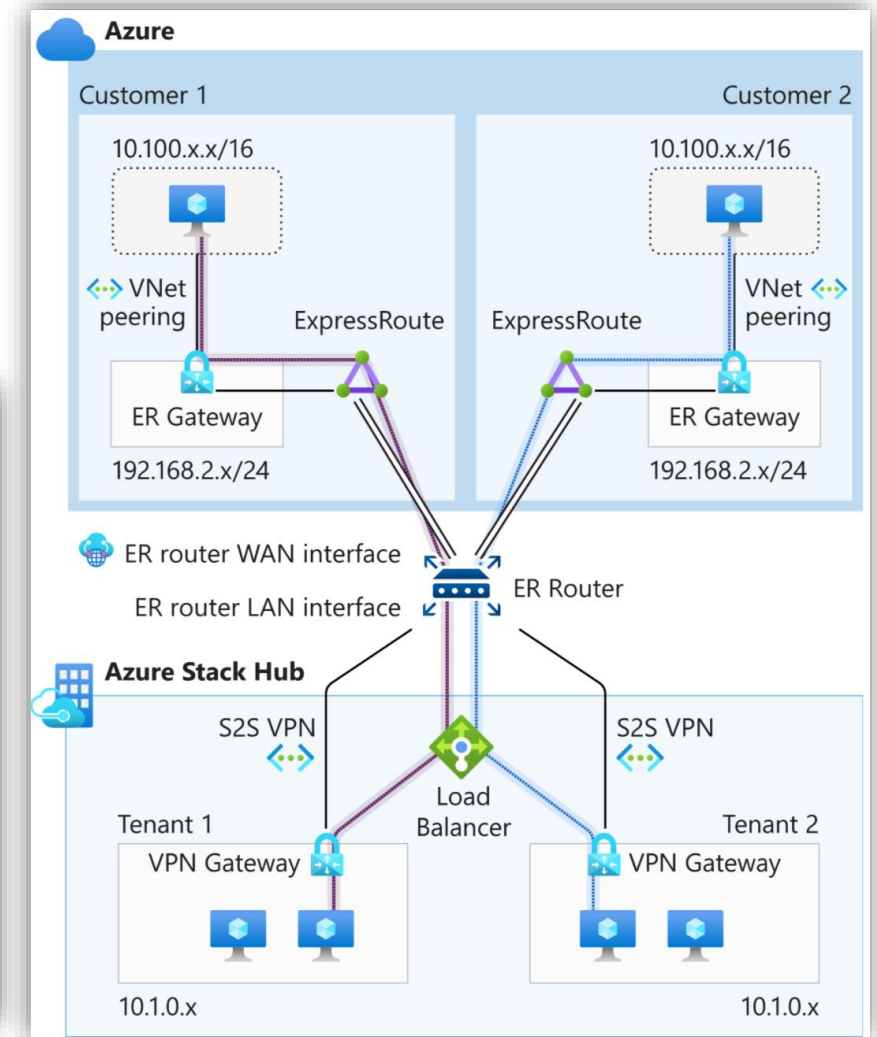 Azure
Customer 1
Customer 2
10.100.x.x/16
10.100.x.x/16
VNet
peering
VNet
peering
ExpressRoute
ExpressRoute
ER Gateway
ER Gateway
192.168.2.x/24
192.168.2.x/24
ER router WAN interface
ER Router
ER router LAN interface
Azure Stack Hub
S2S VPN
S2S VPN
Load
Balancer
Tenant 1
Tenant 2
VPN Gateway
VPN Gateway
10.1.0.x
10.1.0.x